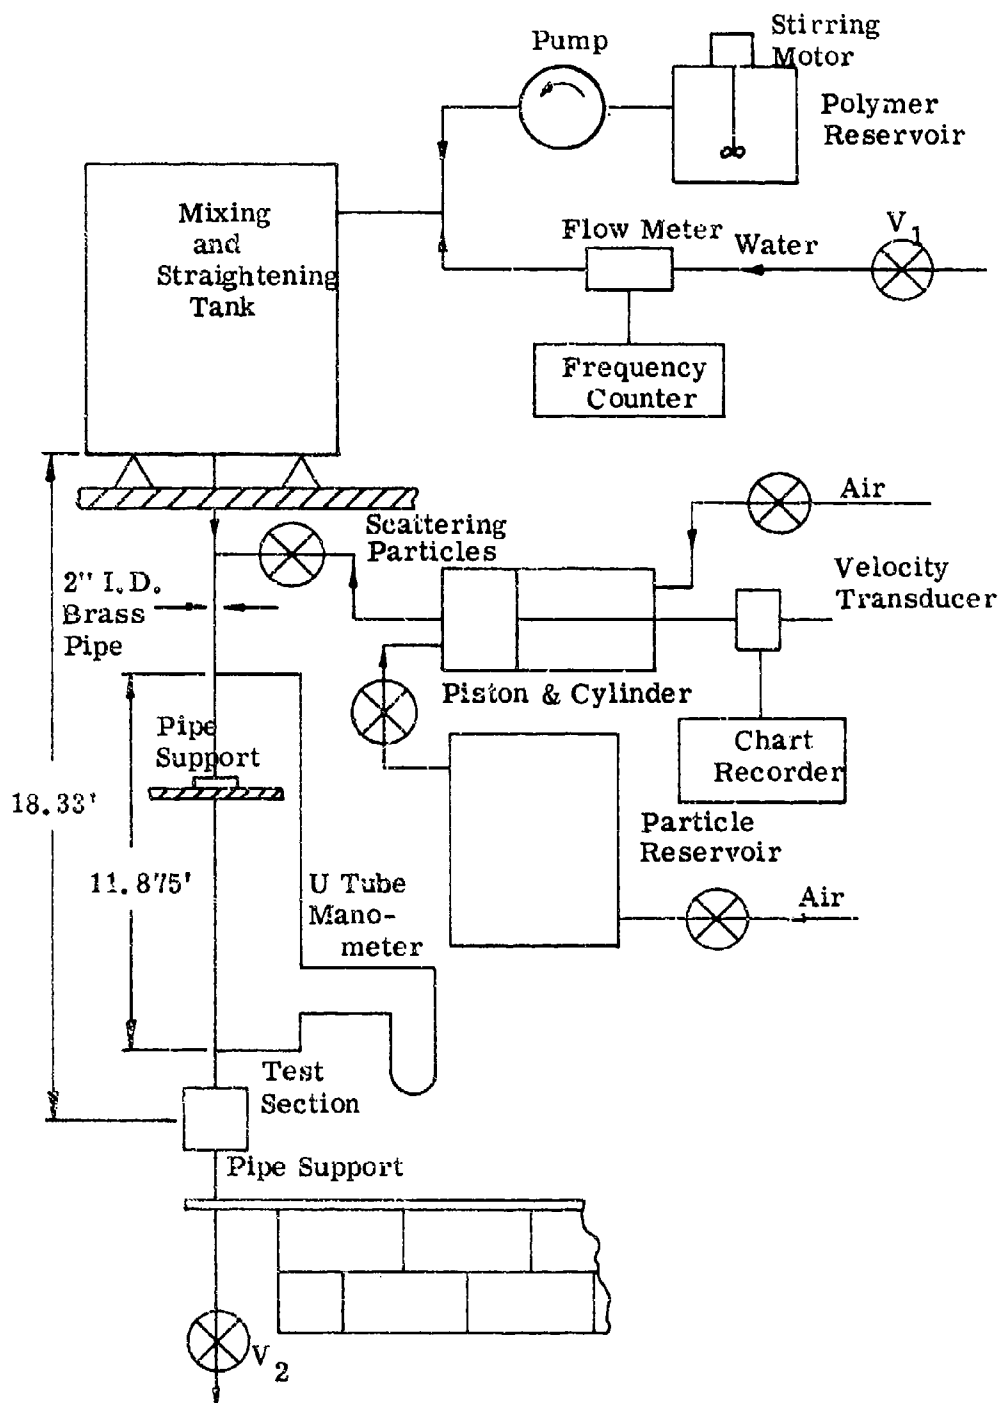 Stirring
Motor
Pump
Polymer
Reservoir
Mixing
and
Straightening
Tank
Flow Meter
Water
V1
Frequency
Counter
Air
Scattering
Particles
Velocity
Transducer
2" I.D.
Brass
Pipe
Piston & Cylinder
Pipe
Support
Chart
Recorder
18.33'
Particle
Reservoir
11.875'
U Tube
Mano-
meter
Air
Test
Section
Pipe Support
V2